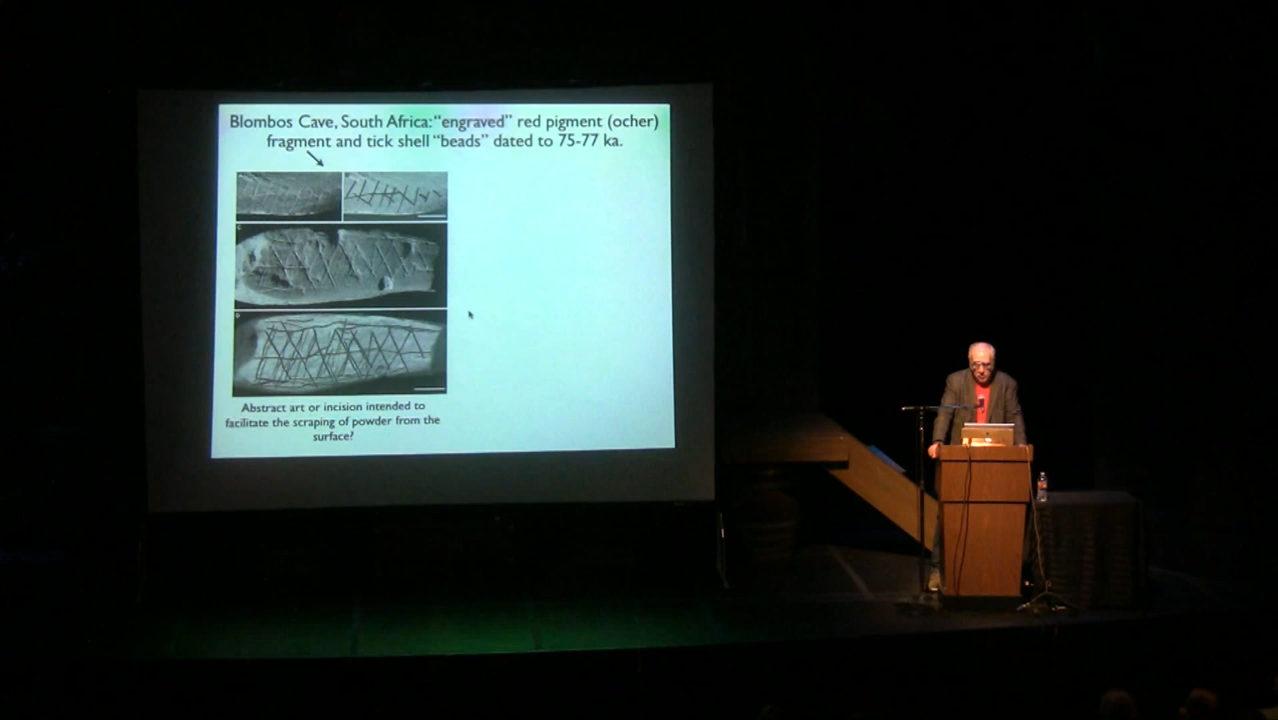 Blombos Cave, South Africa: "engraved" red pigment (ocher)
fragment and tick shell "beads" dated to 75-77 ka.
Abstract art or incision intended to
facilitate the scraping of powder from the
surface?